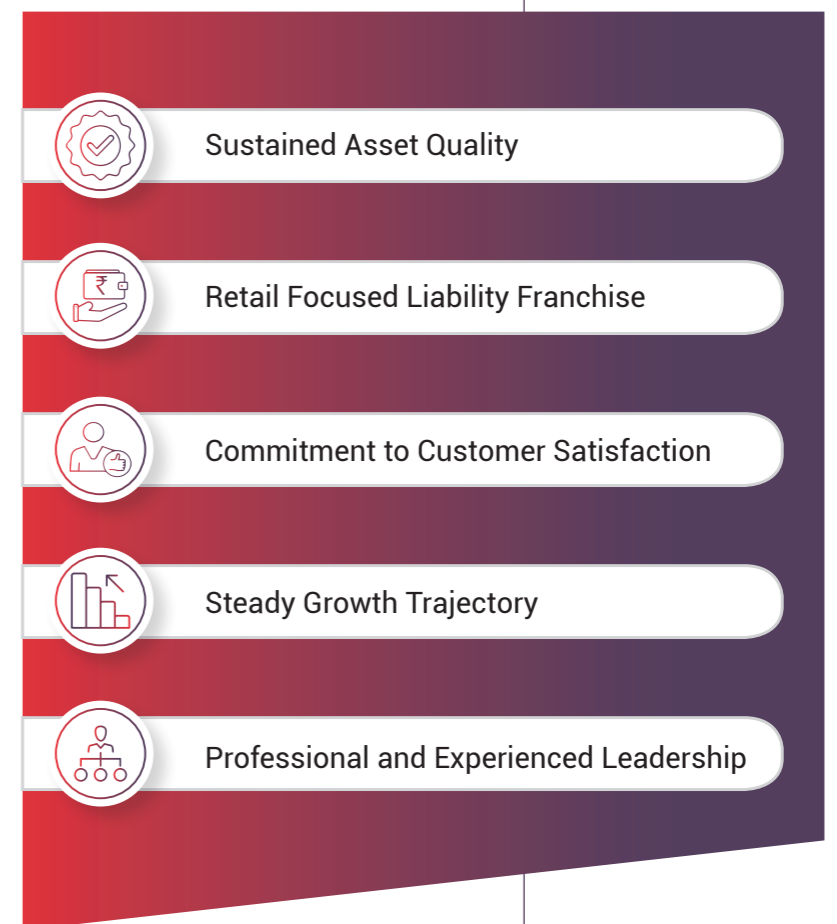 Sustained Asset Quality
₹
Retail Focused Liability Franchise
Commitment to Customer Satisfaction
Steady Growth Trajectory
Professional and Experienced Leadership